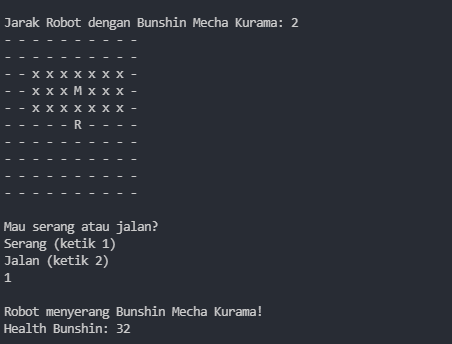 Jarak Robot dengan Bunshin Mecha Kurama: 2
- - - - - - - - - -
- - - - - - - - - -
- - x x x x x x x -
- - x x x M x x x -
- - x x x x x x x -
- - - - - R - - - -
- - - - - - - - - -
- - - - - - - - - -
- - - - - - - - - -
- - - - - - - - - -
Mau serang atau jalan?
Serang (ketik 1)
Jalan (ketik 2)
1
Robot menyerang Bunshin Mecha Kurama!
Health Bunshin: 32